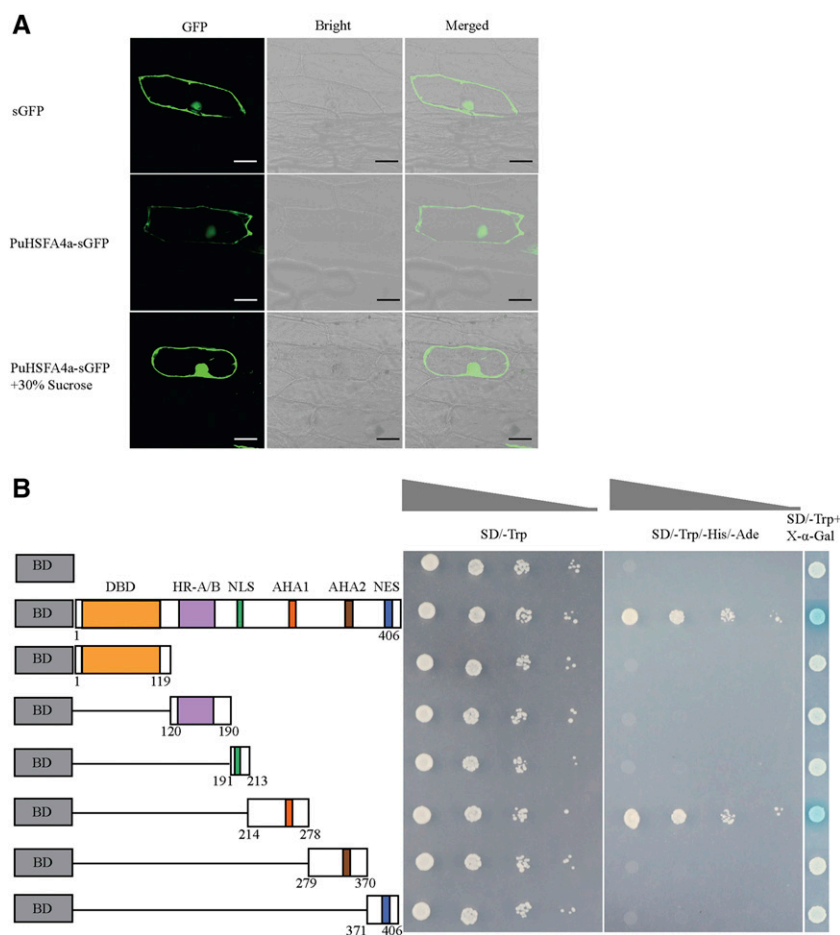 A
GFP
Bright
Merged
sGFP
PuHSFA4a-sGFP
PuHSFA4a-sGFP
+30% Sucrose
B
SD/-Trp
SD/-Trp/-His/-Ade
SD/-Trp+
X-α-Gal
BD
DBD
HR-A/B
NLS
AHA1
AHA2
NES
BD
1
406
BD
1
119
BD
120
190
BD
191
213
BD
214
278
BD
279
370
BD
371
406